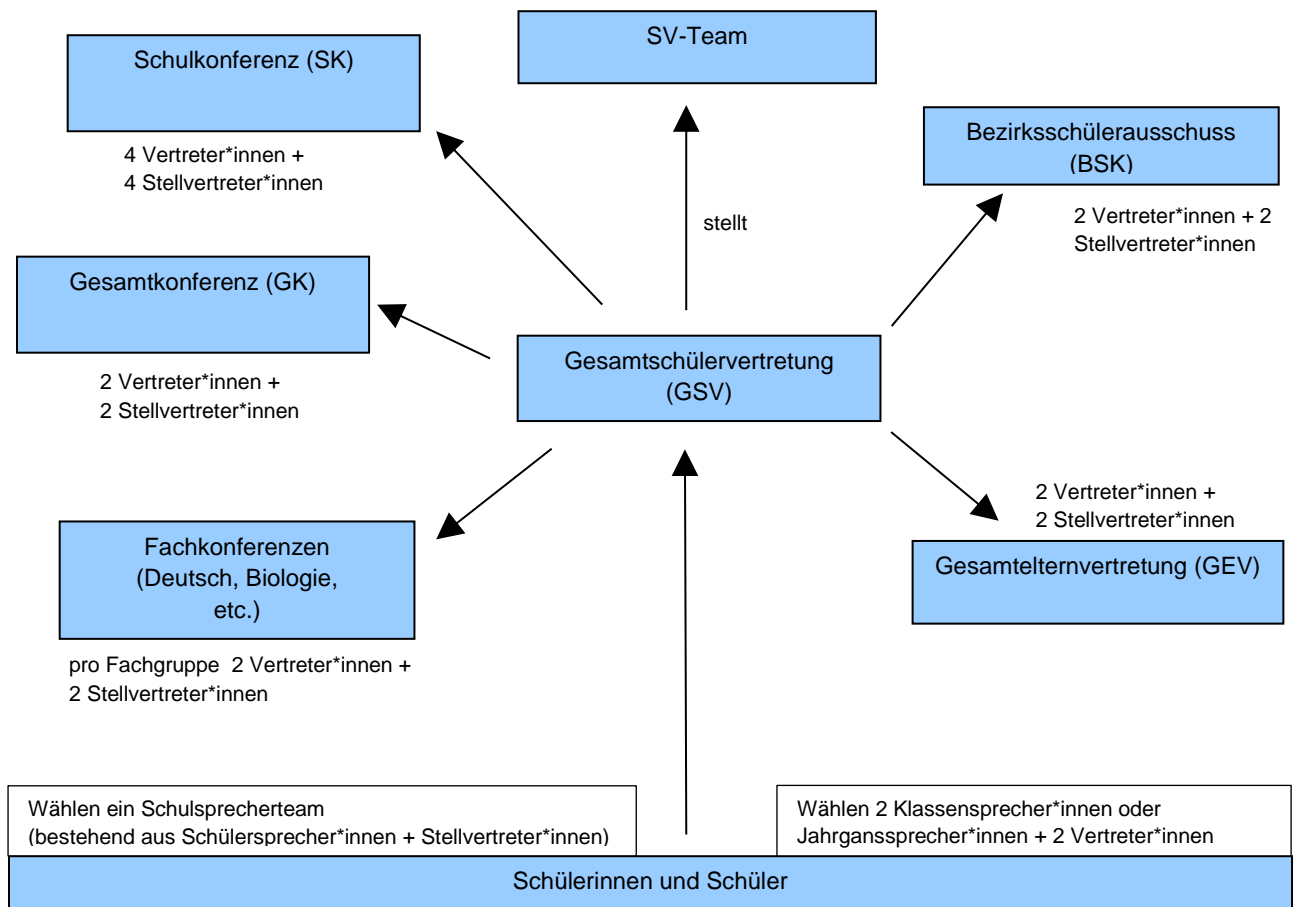 SV-Team
Schulkonferenz (SK)
Bezirksschülerausschuss
(BSK)
4 Vertreter*innen +
4 Stellvertreter*innen
2 Vertreter*innen + 2
Stellvertreter*innen
stellt
Gesamtkonferenz (GK)
Gesamtschülervertretung
(GSV)
2 Vertreter*innen +
2 Stellvertreter*innen
2 Vertreter*innen +
2 Stellvertreter*innen
Fachkonferenzen
(Deutsch, Biologie,
etc.)
Gesamtelternvertretung (GEV)
pro Fachgruppe 2 Vertreter*innen +
2 Stellvertreter*innen
Wählen ein Schulsprecherteam
(bestehend aus Schülersprecher*innen + Stellvertreter*innen)
Wählen 2 Klassensprecher*innen oder
Jahrganssprecher*innen + 2 Vertreter*innen
Schülerinnen und Schüler